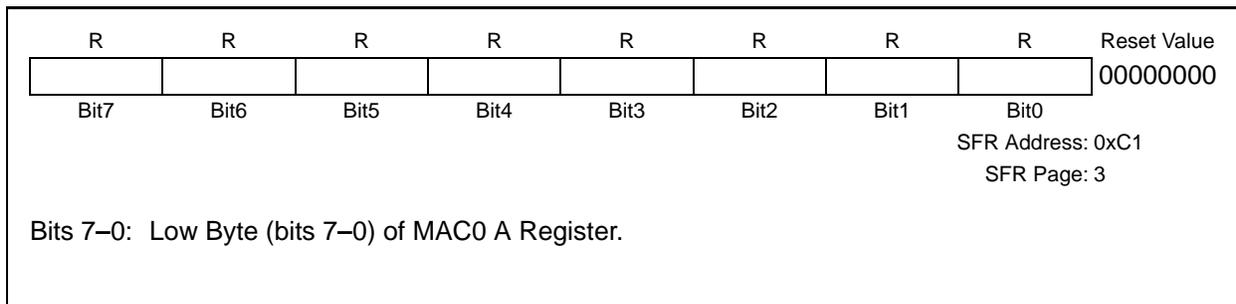 R R R R R R R R Reset Value
00000000
Bit7 Bit6 Bit5 Bit4 Bit3 Bit2 Bit1 Bit0
SFR Address: 0xC1
SFR Page: 3
Bits 7–0: Low Byte (bits 7–0) of MAC0 A Register.